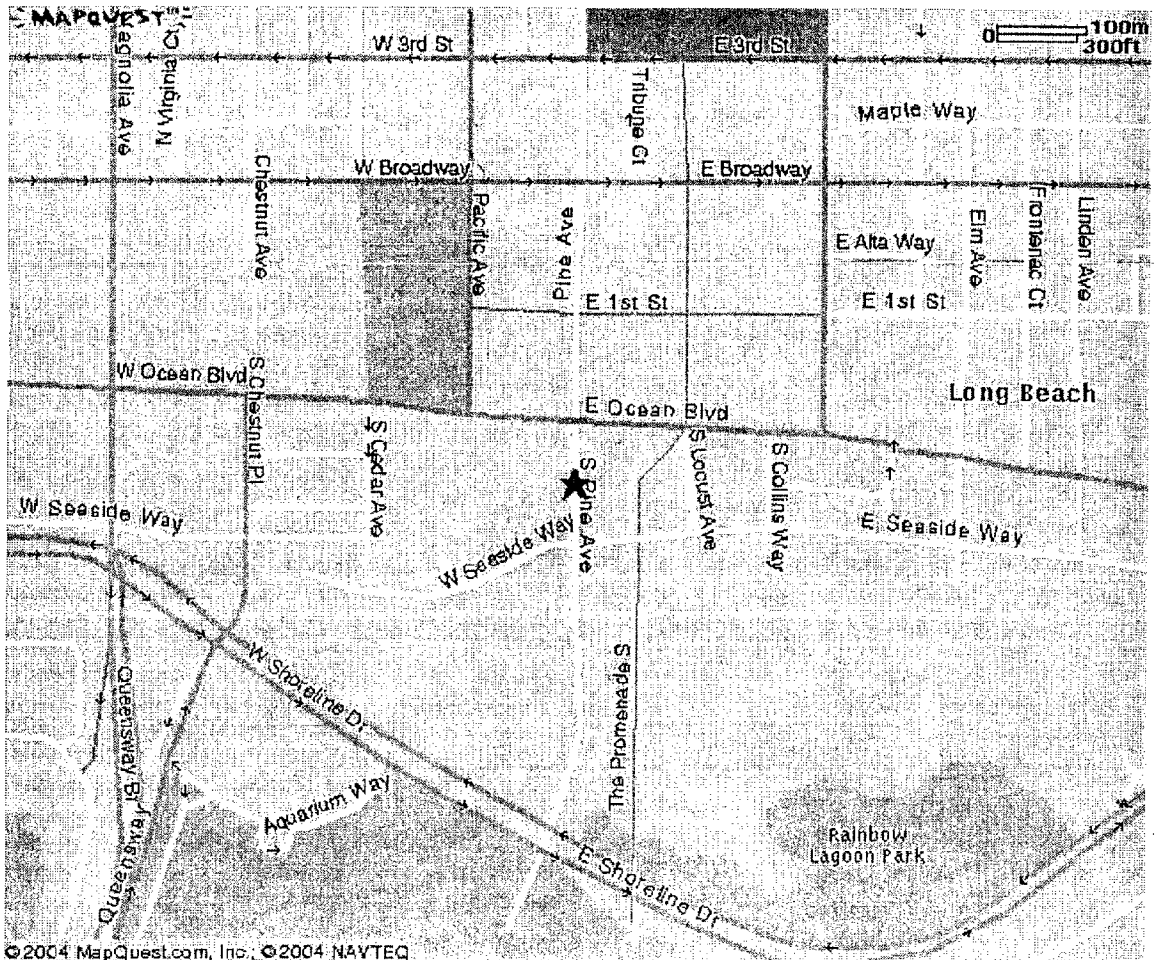 MAPQUEST
100m
0
300ft
W 3rd St
E 3rd St
agnolia Ave
N Virginia Ct
Tribune Ct
Maple Way
Chestnut Ave
W Broadway
E Broadway
Pacific Ave
Pine Ave
E Alta Way
Elm Ave
Frontenac Ct
Linden Ave
E 1st St
E 1st St
W Ocean Blvd
S Chestnut Pl
E Ocean Blvd
Long Beach
S Cedar Ave
S Pine Ave
S Locust Ave
S Collins Way
W Seaside Way
W Seaside Way
E Seaside Way
W Shoreline Dr
The Promenade S
Queensway Br
Queensway
Aquarium Way
E Shoreline Dr
Rainbow
Lagoon Park
©2004 MapQuest.com, Inc.; ©2004 NAVTEQ